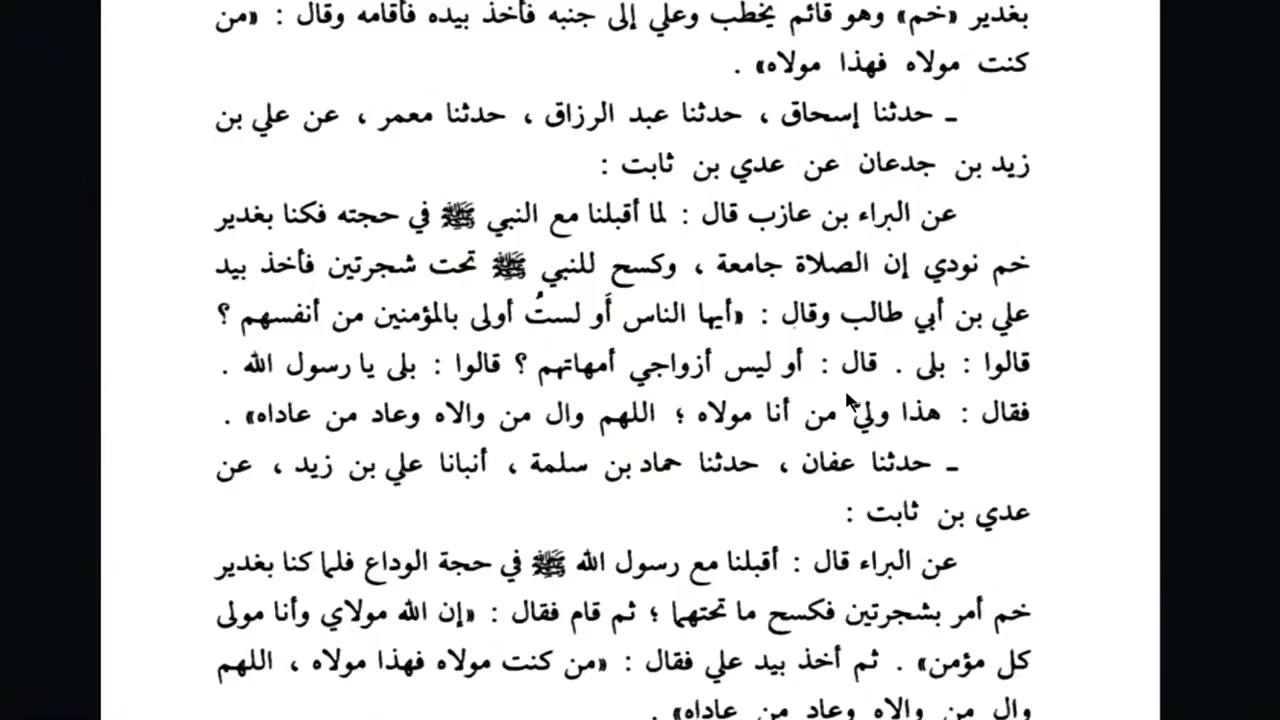 بغدير «خم» وهو قائم يخطب وعلي إلى جنبه فأخذ بيده فأقامه وقال : «من
كنت مولاه فهذا مولاه» .
ـ حدثنا إسحاق ، حدثنا عبد الرزاق ، حدثنا معمر ، عن علي بن
زيد بن جدعان عن عدي بن ثابت :
عن البراء بن عازب قال : لما أقبلنا مع النبي ﷺ في حجته فكنا بغدير
خم نودي إن الصلاة جامعة ، وكسح للنبي ﷺ تحت شجرتين فأخذ بيد
علي بن أبي طالب وقال : «أيها الناس أَو لستُ أولى بالمؤمنين من أنفسهم ؟
قالوا : بلى . قال : أو ليس أزواجي أمهاتهم ؟ قالوا : بلى يا رسول الله .
فقال : هذا وليّ من أنا مولاه ؛ اللهم وال من والاه وعاد من عاداه» .
ـ حدثنا عفان ، حدثنا حماد بن سلمة ، أنبانا علي بن زيد ، عن
عدي بن ثابت :
عن البراء قال : أقبلنا مع رسول الله ﷺ في حجة الوداع فلما كنا بغدير
خم أمر بشجرتين فكسح ما تحتهما ؛ ثم قام فقال : «إن الله مولاي وأنا مولى
كل مؤمن» . ثم أخذ بيد علي فقال : «من كنت مولاه فهذا مولاه ، اللهم
وال من والاه وعاد من عاداه» .